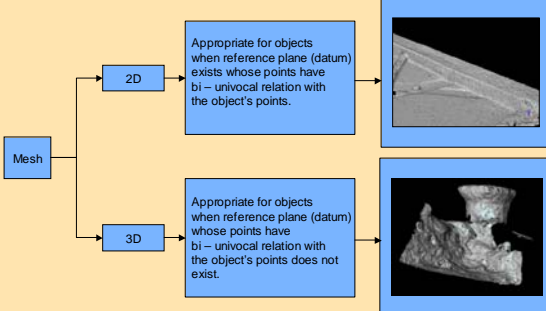 Mesh
2D
Appropriate for objects
when reference plane (datum)
exists whose points have
bi – univocal relation with
the object's points.
3D
Appropriate for objects
when reference plane (datum)
whose points have
bi – univocal relation with
the object's points does not
exist.